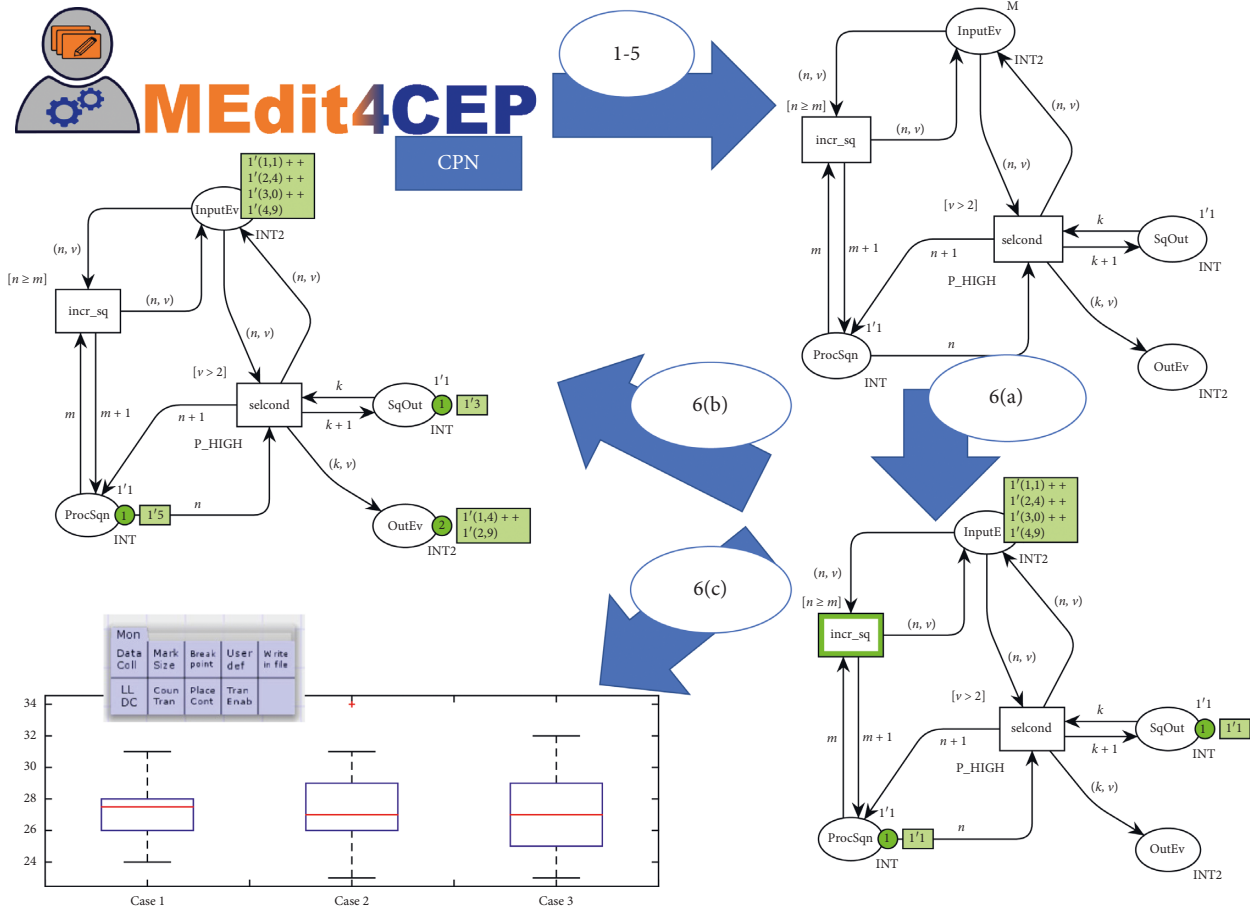 MEdit4CEP
CPN
1-5
M
InputEv
INT2
(n, v)
[n ≥ m]
(n, v)
(n, v)
(n, v)
incr_sq
[v > 2]
selcond
k
1′1
SqOut
k + 1
INT
m
m + 1
n + 1
P_HIGH
(k, v)
1′1
ProcSqn
n
INT
OutEv
INT2
1′(1,1) + +
1′(2,4) + +
1′(3,0) + +
1′(4,9)
InputEv
INT2
(n, v)
[n ≥ m]
(n, v)
(n, v)
(n, v)
incr_sq
[v > 2]
selcond
k
1′1
SqOut
1
1′3
k + 1
INT
m
m + 1
n + 1
P_HIGH
(k, v)
1′1
ProcSqn
1
1′5
n
INT
OutEv
2
1′(1,4) + +
1′(2,9)
INT2
6(b)
6(a)
6(c)
1′(1,1) + +
1′(2,4) + +
1′(3,0) + +
1′(4,9)
InputE
INT2
(n, v)
[n ≥ m]
(n, v)
(n, v)
(n, v)
incr_sq
[v > 2]
selcond
k
1′1
SqOut
1
1′1
k + 1
INT
m
m + 1
n + 1
P_HIGH
(k, v)
1′1
ProcSqn
1
1′1
n
INT
OutEv
INT2
Mon
Data Coll
Mark Size
Break point
User def
Write in file
LL DC
Coun Tran
Place Cont
Tran Enab
34
32
30
28
26
24
Case 1
Case 2
Case 3